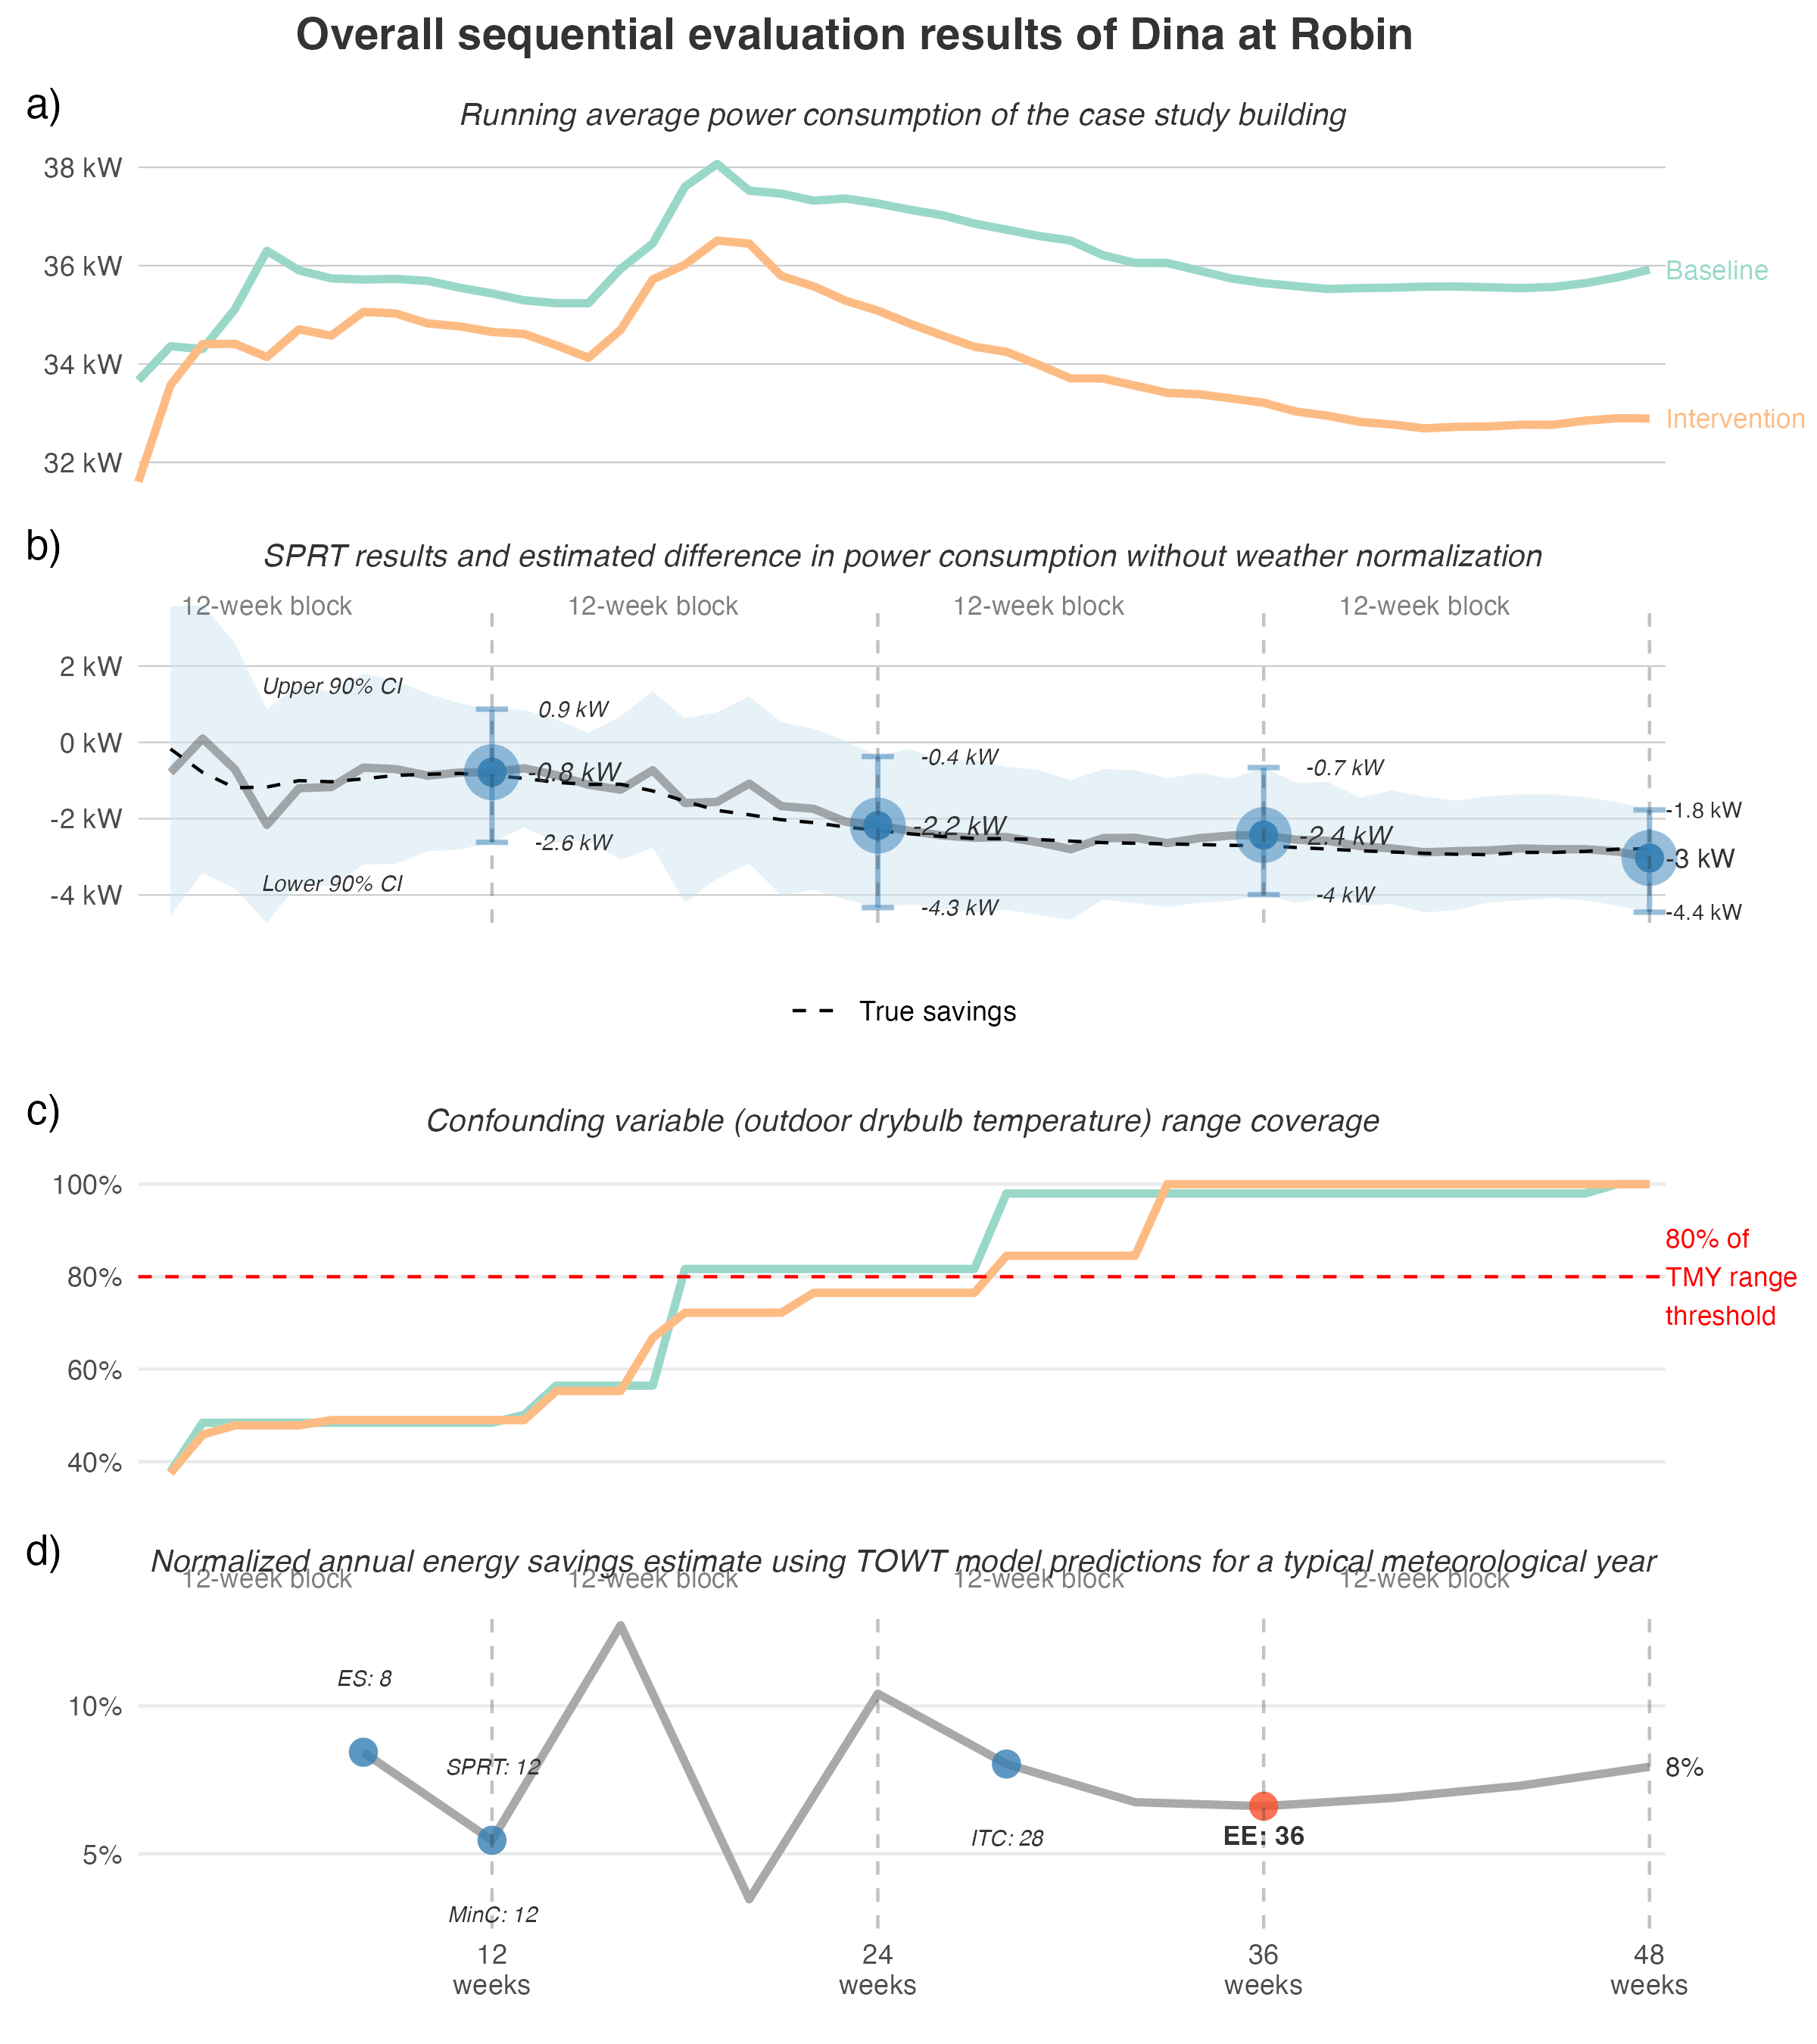 Overall sequential evaluation results of Dina at Robin
a)
Running average power consumption of the case study building
38 kW
36 kW
34 kW
32 kW
Baseline
Intervention
b)
SPRT results and estimated difference in power consumption without weather normalization
12-week block
12-week block
12-week block
12-week block
2 kW
0 kW
-2 kW
-4 kW
Upper 90% CI
Lower 90% CI
0.9 kW
-0.8 kW
-2.6 kW
-0.4 kW
-2.2 kW
-4.3 kW
-0.7 kW
-2.4 kW
-4 kW
-1.8 kW
-3 kW
-4.4 kW
True savings
c)
Confounding variable (outdoor drybulb temperature) range coverage
100%
80%
60%
40%
80% of
TMY range
threshold
d)
Normalized annual energy savings estimate using TOWT model predictions for a typical meteorological year
12-week block
12-week block
12-week block
12-week block
10%
5%
ES: 8
SPRT: 12
MinC: 12
ITC: 28
EE: 36
8%
12
weeks
24
weeks
36
weeks
48
weeks